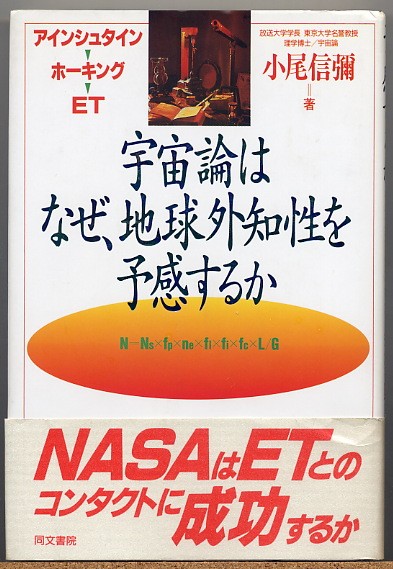 アインシュタイン
ホーキング
ET
放送大学学長 東京大学名誉教授
理学博士/宇宙論
小尾信彌=著
宇宙論は
なぜ、地球外知性を
予感するか
N=Ns×fp×ne×fl×fi×fc×L/G
NASAはETとの
コンタクトに成功するか
同文書院